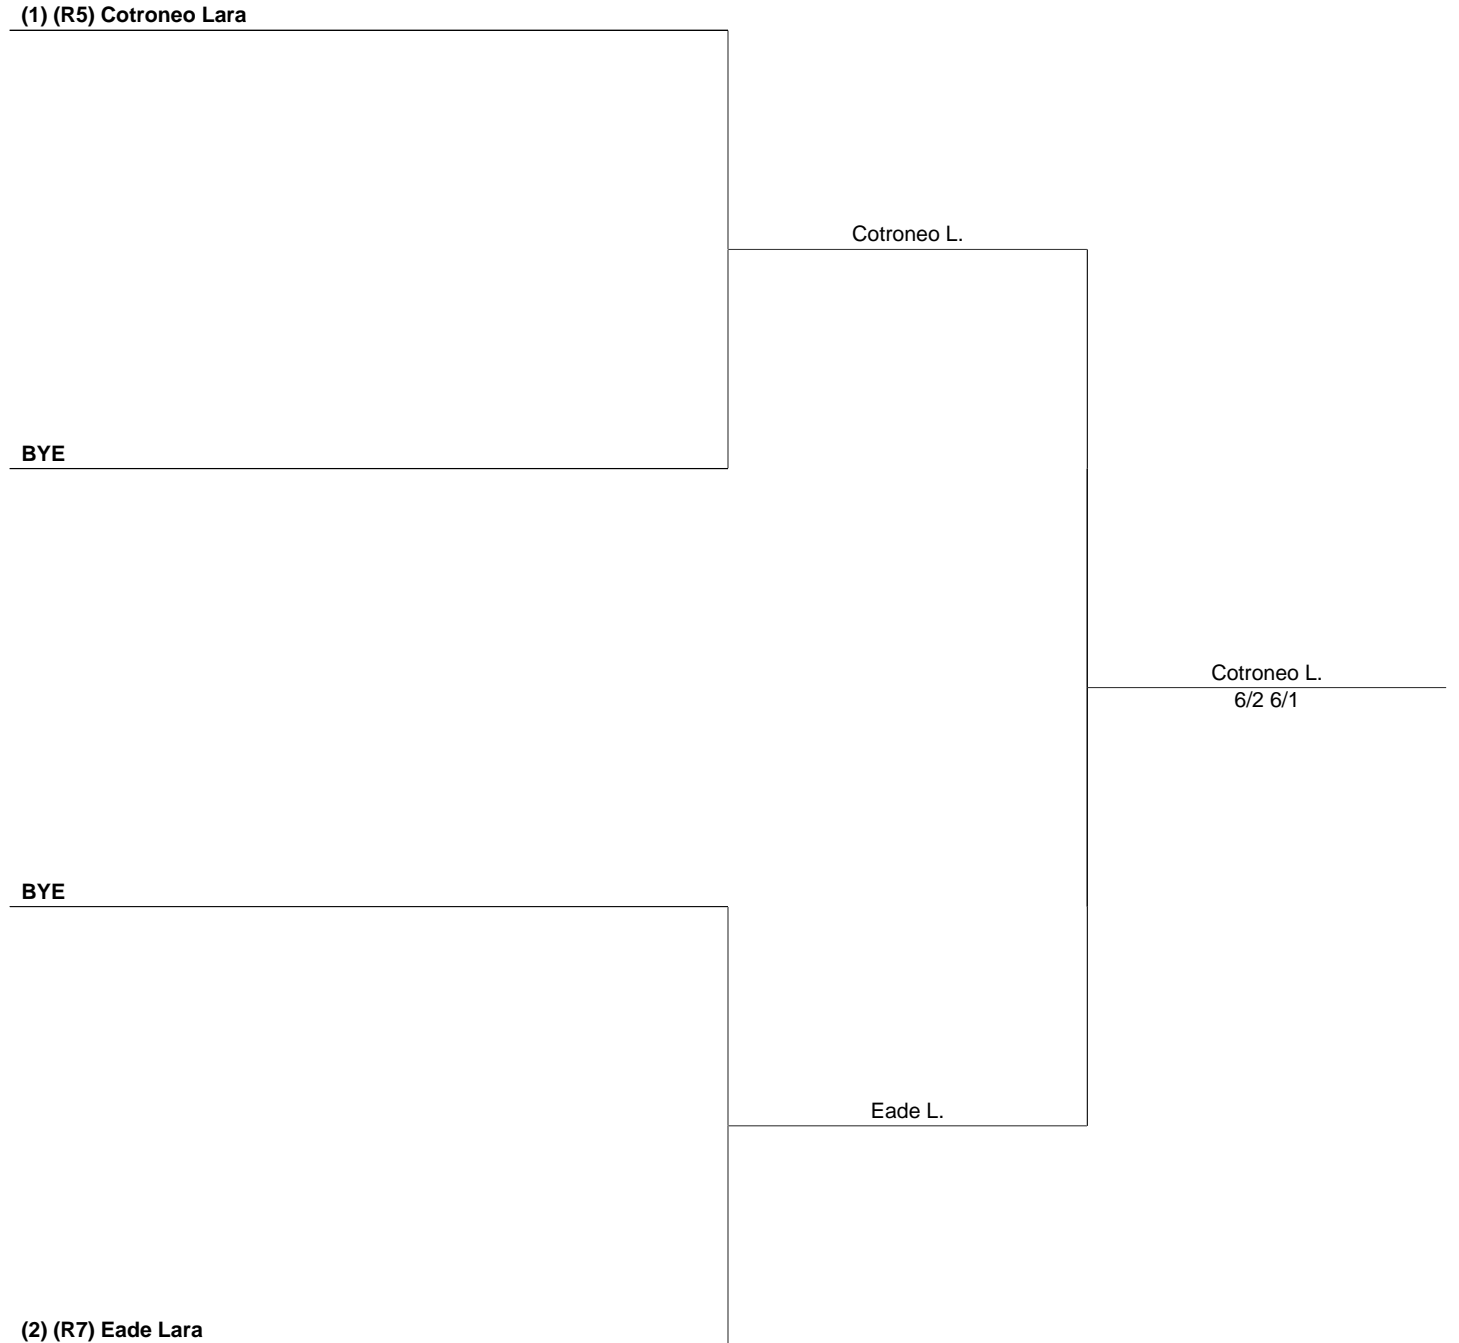 (1) (R5) Cotroneo Lara
Cotroneo L.
BYE
Cotroneo L.
6/2 6/1
BYE
Eade L.
(2) (R7) Eade Lara